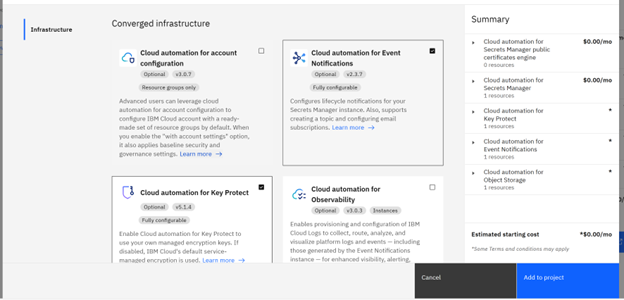 Infrastructure
Converged infrastructure
Cloud automation for account
configuration
Optional v3.0.7
Resource groups only
Advanced users can leverage cloud
automation for account configuration to
configure IBM Cloud account with a ready-
made set of resource groups by default. When
you enable the "with account settings" option,
it also applies baseline security and
governance settings. Learn more →
Cloud automation for Event
Notifications
Optional v2.3.7
Fully configurable
Configures lifecycle notifications for your
Secrets Manager instance. Also, supports
creating a topic and configuring email
subscriptions. Learn more →
Cloud automation for Key Protect
Optional v5.1.4
Fully configurable
Enable Cloud automation for Key Protect to
use your own managed encryption keys. If
disabled, IBM Cloud's default service-
managed encryption is used. Learn more →
Cloud automation for
Observability
Optional v3.0.3 Instances
Enables provisioning and configuration of IBM
Cloud Logs to collect, route, analyze, and
visualize platform logs and events — including
those generated by the Event Notifications
instance — for enhanced visibility, alerting,
Summary
Cloud automation for $0.00/mo
Secrets Manager public
certificates engine
0 resources
Cloud automation for $0.00/mo
Secrets Manager
1 resources
Cloud automation for *
Key Protect
1 resources
Cloud automation for *
Event Notifications
1 resources
Cloud automation for *
Object Storage
1 resources
Estimated starting cost *$0.00/mo
*Some Terms and conditions may apply
Cancel
Add to project